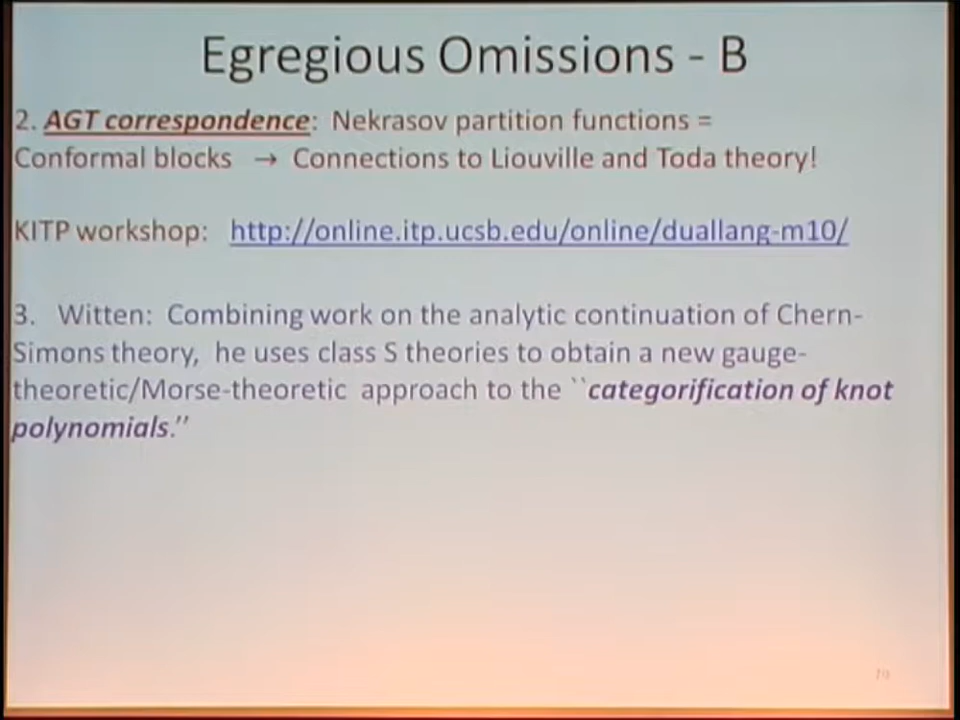 Egregious Omissions - B
2. AGT correspondence: Nekrasov partition functions =
Conformal blocks → Connections to Liouville and Toda theory!
KITP workshop: http://online.itp.ucsb.edu/online/duallang-m10/
3. Witten: Combining work on the analytic continuation of Chern-
Simons theory, he uses class S theories to obtain a new gauge-
theoretic/Morse-theoretic approach to the ``categorification of knot
polynomials.’’